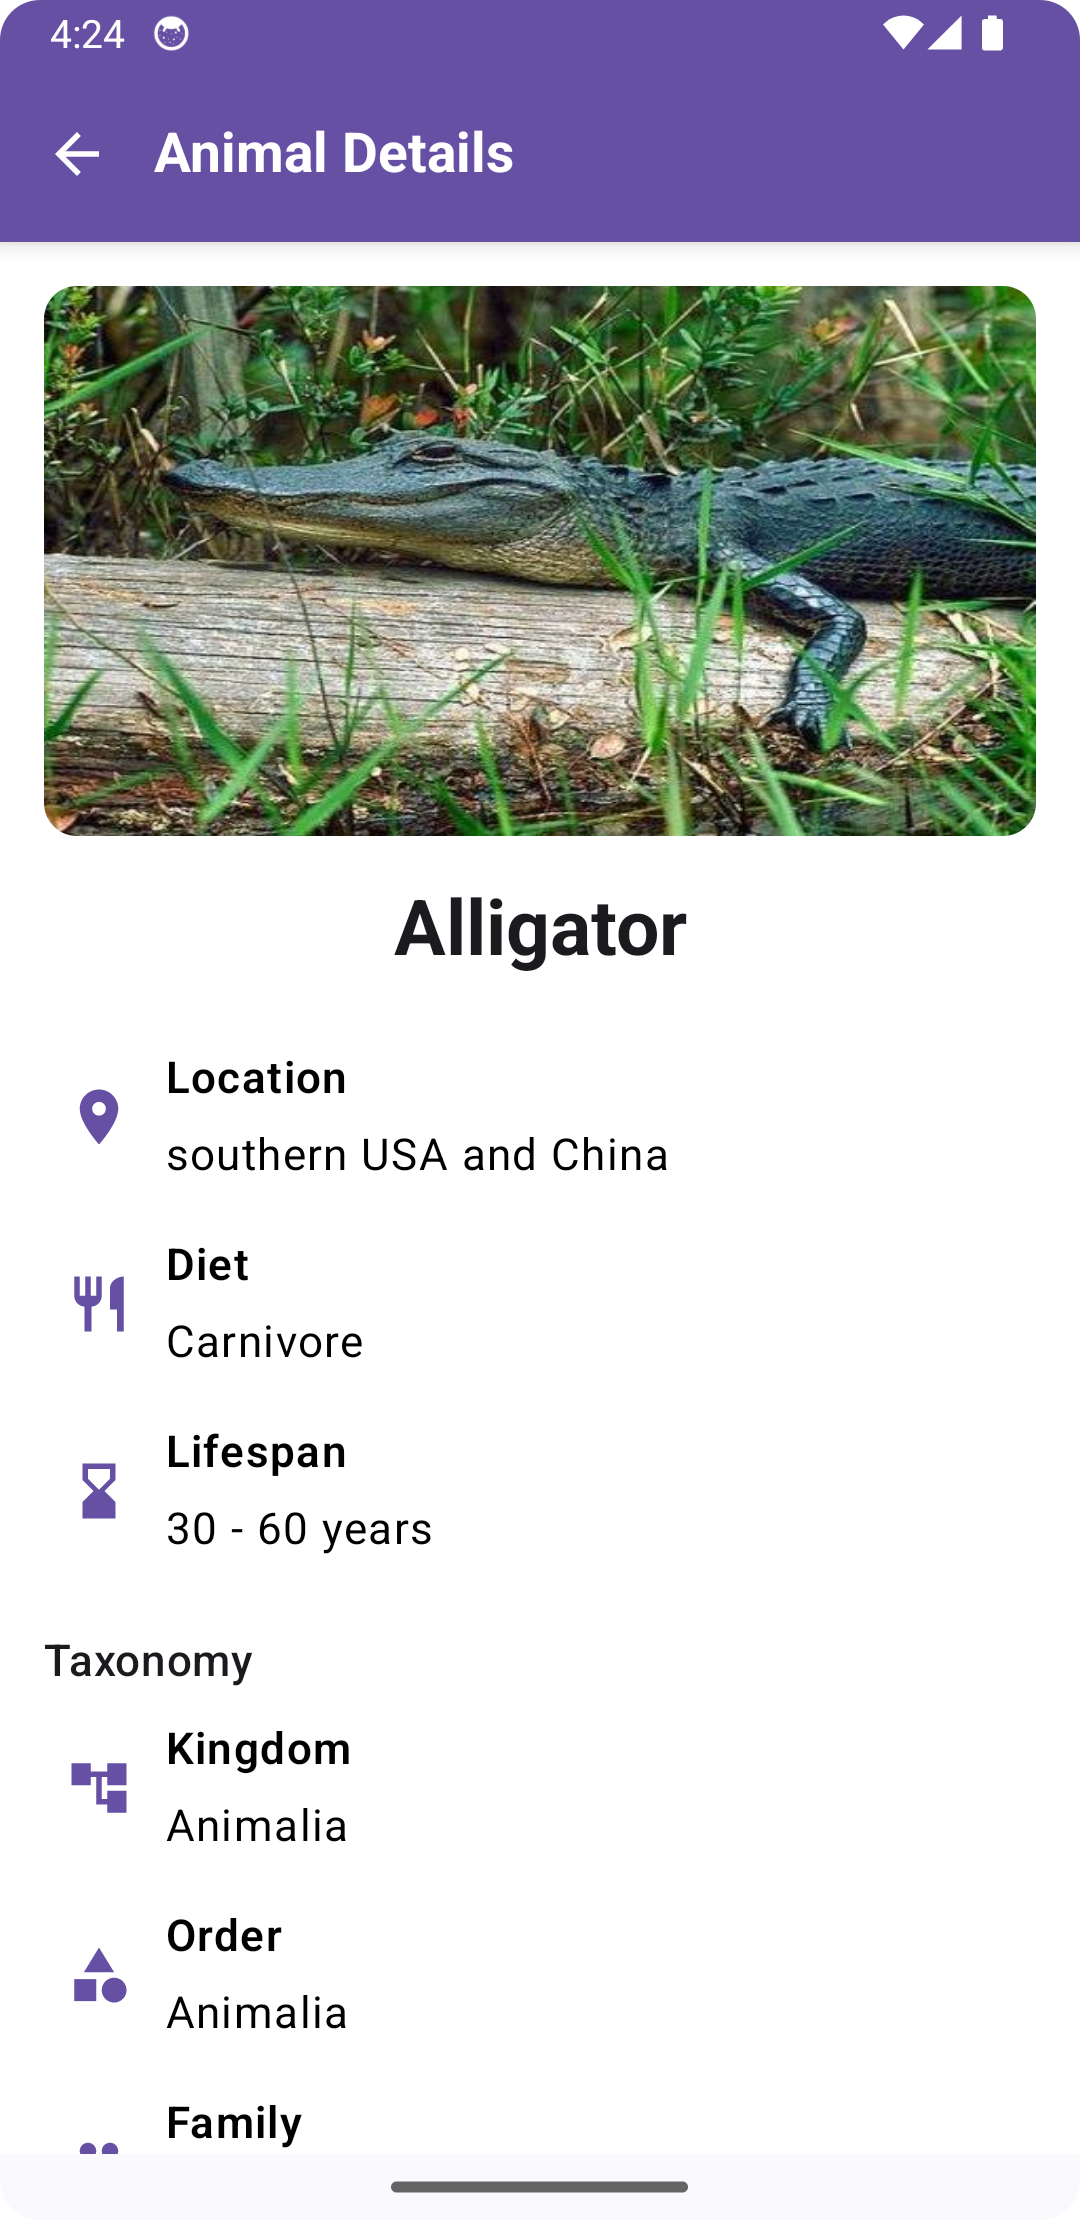 4:24
Animal Details
Alligator
Location
southern USA and China
Diet
Carnivore
Lifespan
30 - 60 years
Taxonomy
Kingdom
Animalia
Order
Animalia
Family